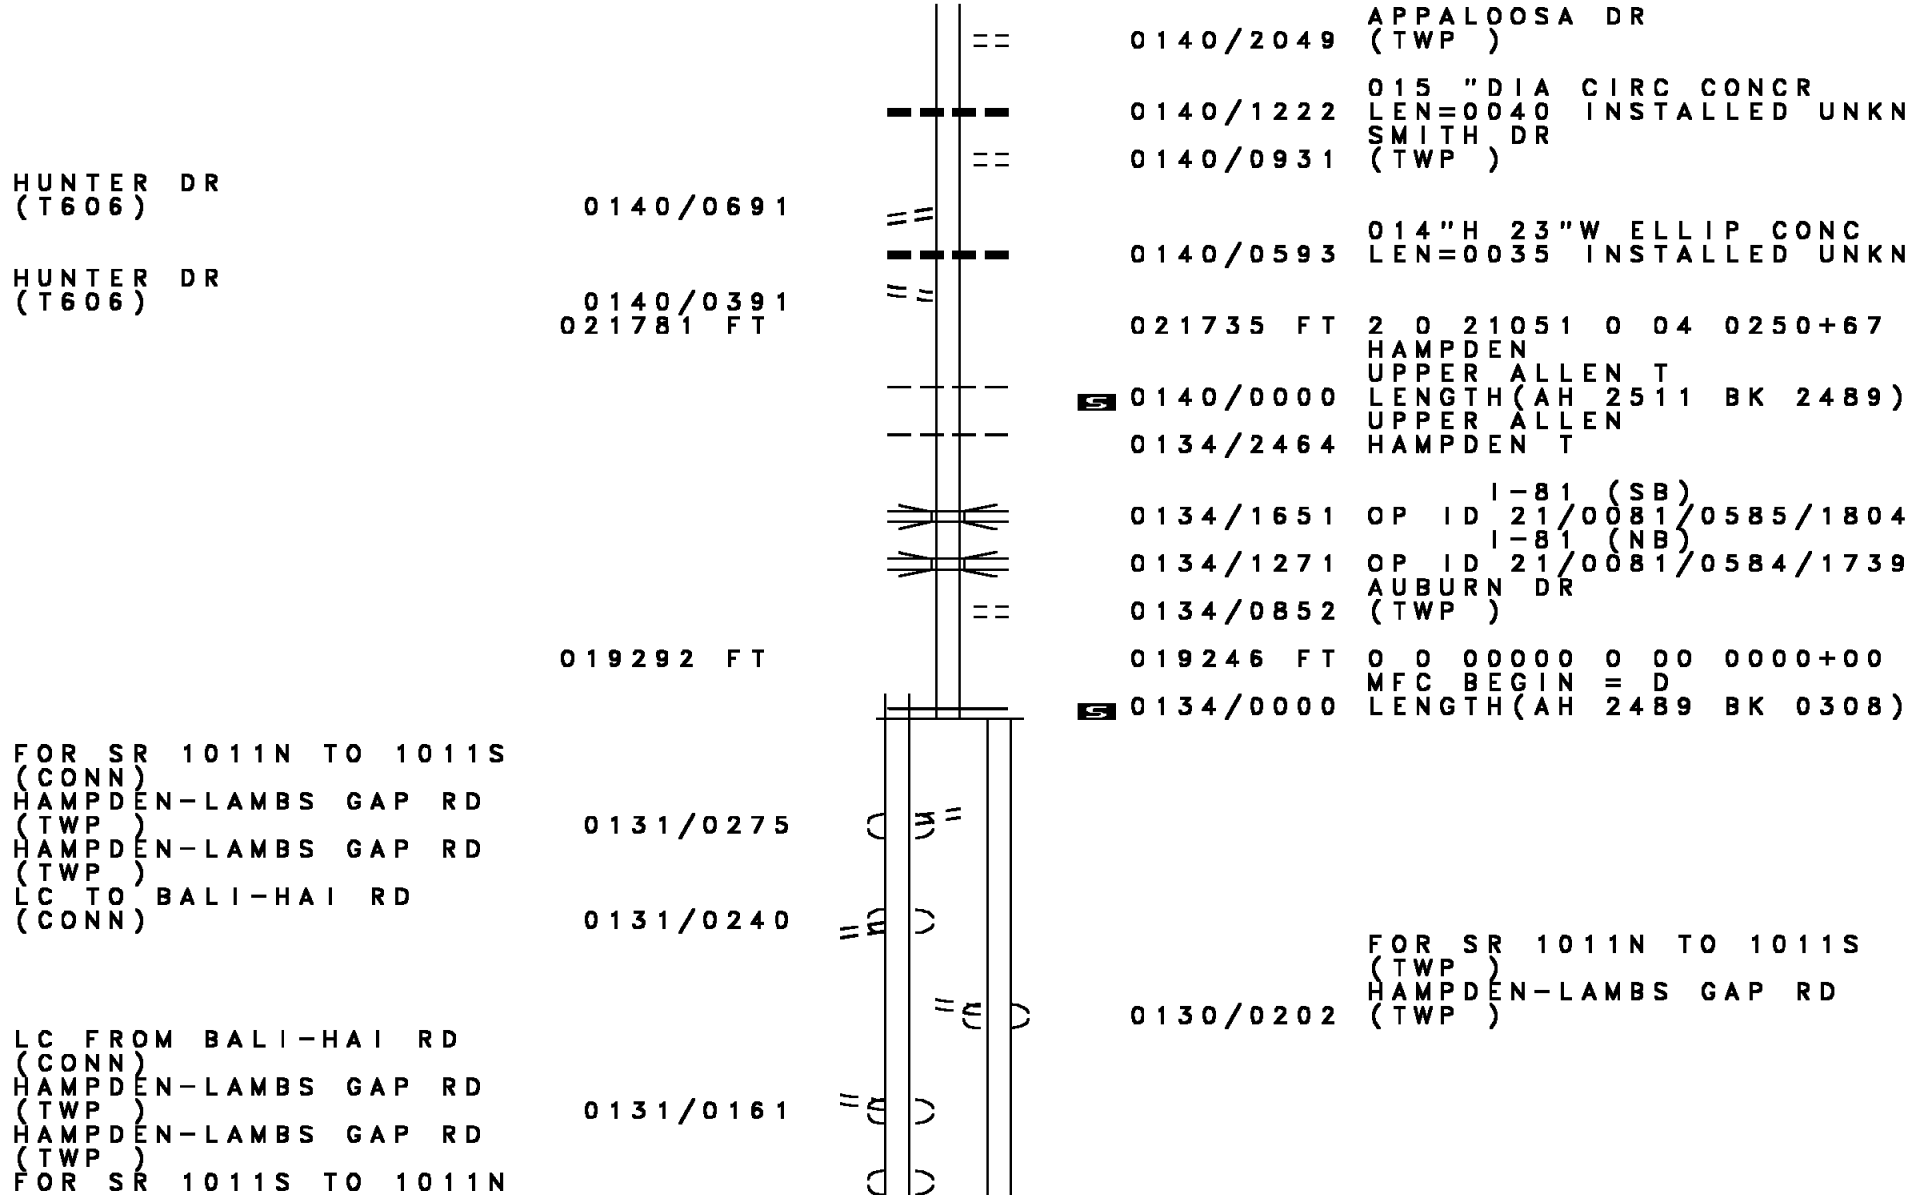 APPALOOSA DR
0140/2049 (TWP )
015 "DIA CIRC CONCR
0140/1222 LEN=0040 INSTALLED UNKN
SMITH DR
0140/0931 (TWP )
HUNTER DR
(T606) 0140/0691
014"H 23"W ELLIP CONC
0140/0593 LEN=0035 INSTALLED UNKN
HUNTER DR
(T606) 0140/0391
021781 FT 021735 FT 2 0 21051 0 04 0250+67
HAMPDEN
UPPER ALLEN T
S 0140/0000 LENGTH(AH 2511 BK 2489)
UPPER ALLEN
0134/2464 HAMPDEN T
I-81 (SB)
0134/1651 OP ID 21/0081/0585/1804
I-81 (NB)
0134/1271 OP ID 21/0081/0584/1739
AUBURN DR
0134/0852 (TWP )
019292 FT 019246 FT 0 0 00000 0 00 0000+00
MFC BEGIN = D
S 0134/0000 LENGTH(AH 2489 BK 0308)
FOR SR 1011N TO 1011S
(CONN)
HAMPDEN-LAMBS GAP RD
(TWP ) 0131/0275
HAMPDEN-LAMBS GAP RD
(TWP )
LC TO BALI-HAI RD
(CONN) 0131/0240
FOR SR 1011N TO 1011S
(TWP )
HAMPDEN-LAMBS GAP RD
0130/0202 (TWP )
LC FROM BALI-HAI RD
(CONN)
HAMPDEN-LAMBS GAP RD
(TWP ) 0131/0161
HAMPDEN-LAMBS GAP RD
(TWP )
FOR SR 1011S TO 1011N